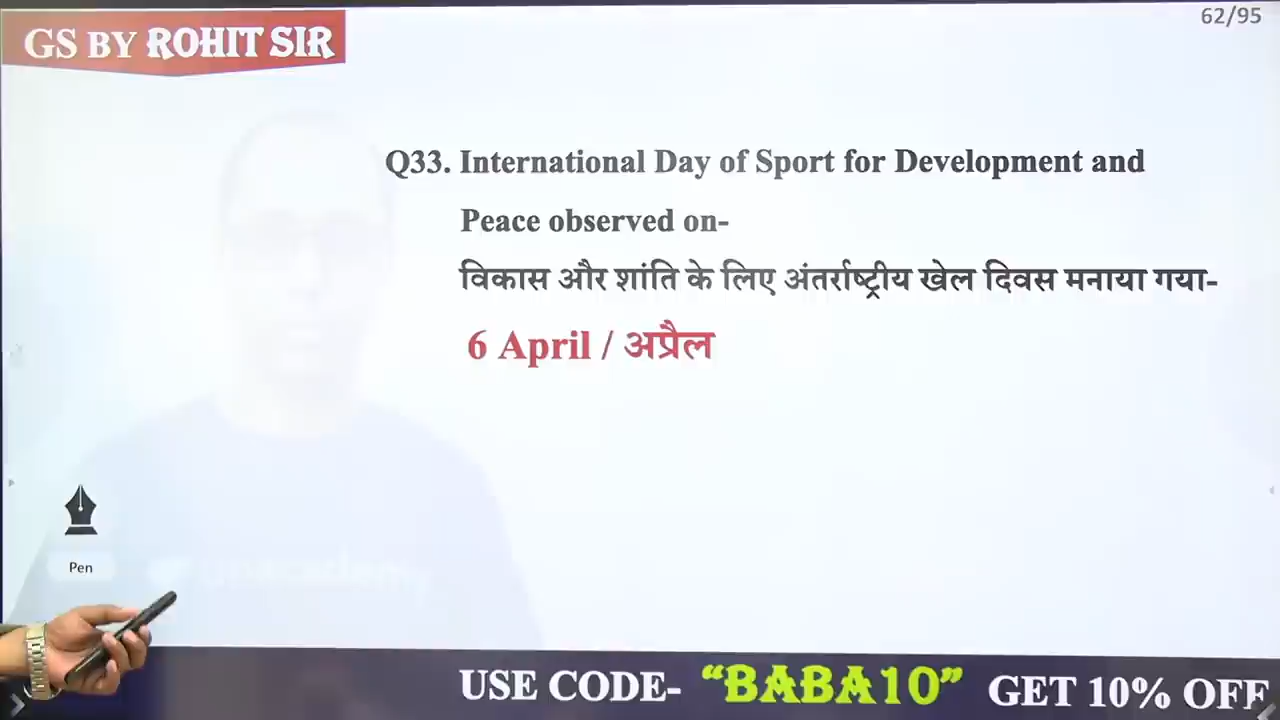 62/95
GS BY ROHIT SIR
Q33. International Day of Sport for Development and
Peace observed on-
विकास और शांति के लिए अंतर्राष्ट्रीय खेल दिवस मनाया गया-
6 April / अप्रैल
Pen
unacademy
USE CODE- “BABA10” GET 10% OFF